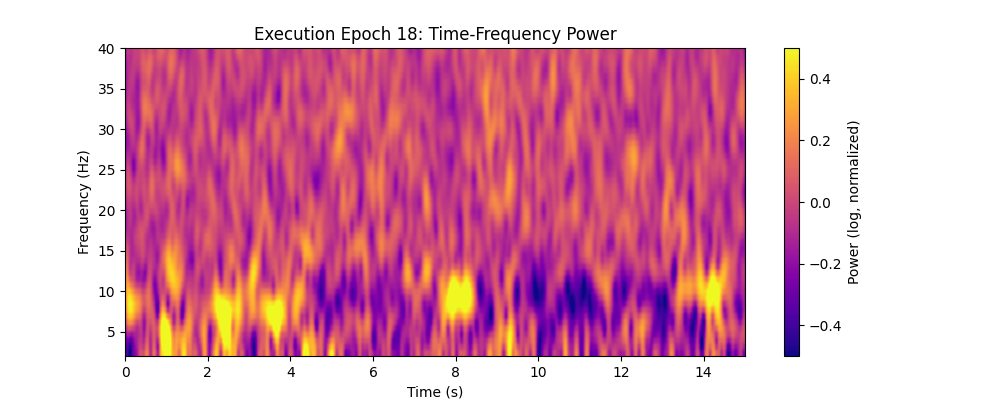 Execution Epoch 18: Time-Frequency Power
40
35
30
25
20
15
10
5
Frequency (Hz)
0 2 4 6 8 10 12 14
Time (s)
0.4
0.2
0.0
−0.2
−0.4
Power (log, normalized)